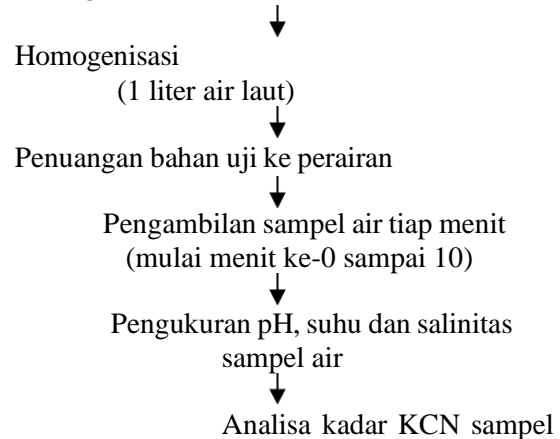 Homogenisasi
(1 liter air laut)
Penuangan bahan uji ke perairan
Pengambilan sampel air tiap menit
(mulai menit ke-0 sampai 10)
Pengukuran pH, suhu dan salinitas
sampel air
Analisa kadar KCN sampel